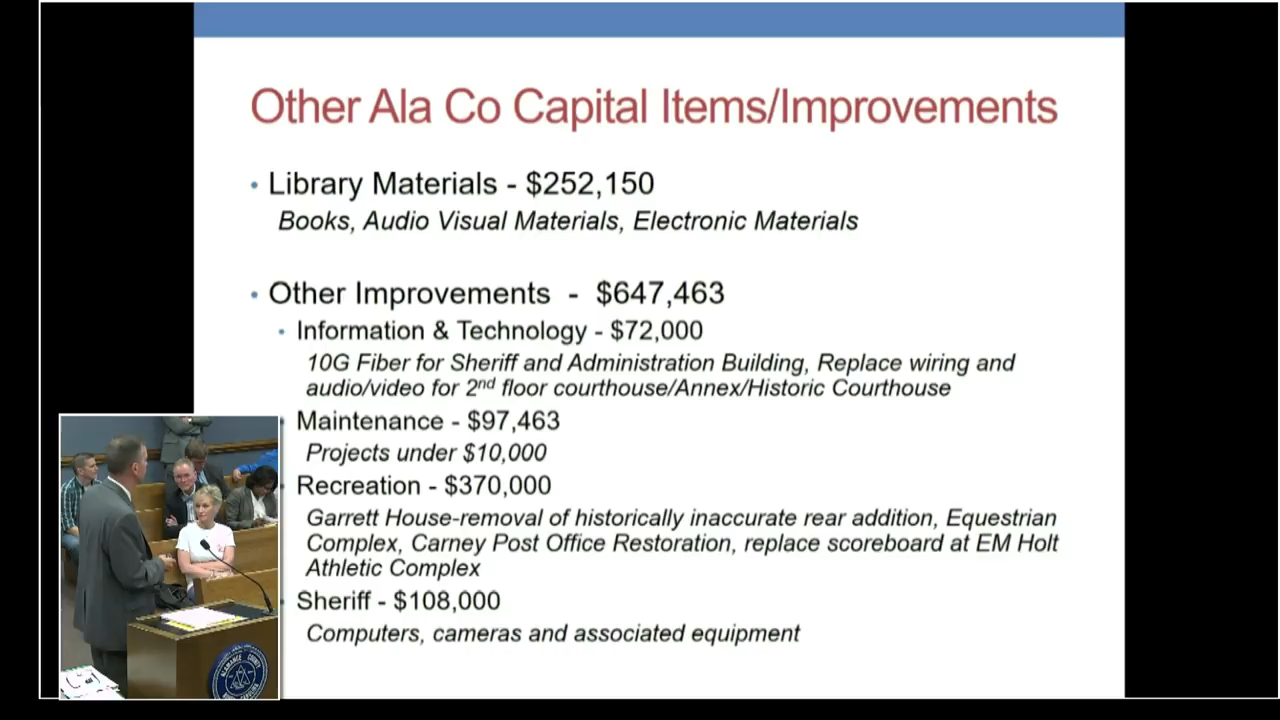 Other Ala Co Capital Items/Improvements
• Library Materials - $252,150
Books, Audio Visual Materials, Electronic Materials
• Other Improvements - $647,463
• Information & Technology - $72,000
10G Fiber for Sheriff and Administration Building, Replace wiring and
audio/video for 2nd floor courthouse/Annex/Historic Courthouse
Maintenance - $97,463
Projects under $10,000
Recreation - $370,000
Garrett House-removal of historically inaccurate rear addition, Equestrian
Complex, Carney Post Office Restoration, replace scoreboard at EM Holt
Athletic Complex
Sheriff - $108,000
Computers, cameras and associated equipment
ALAMANCE COUNTY